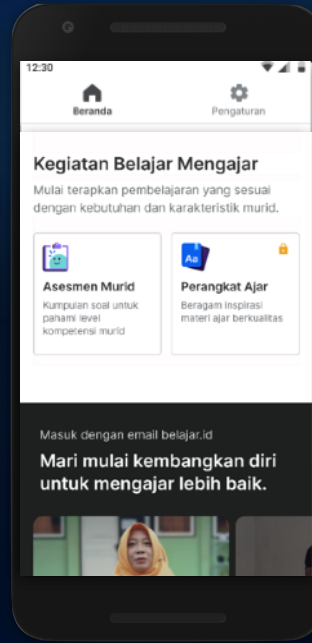 12:30
Beranda
Pengaturan
Kegiatan Belajar Mengajar
Mulai terapkan pembelajaran yang sesuai
dengan kebutuhan dan karakteristik murid.
Asesmen Murid
Kumpulan soal untuk
pahami level
kompetensi murid
Aa
Perangkat Ajar
Beragam inspirasi
materi ajar berkualitas
Masuk dengan email belajar.id
Mari mulai kembangkan diri
untuk mengajar lebih baik.